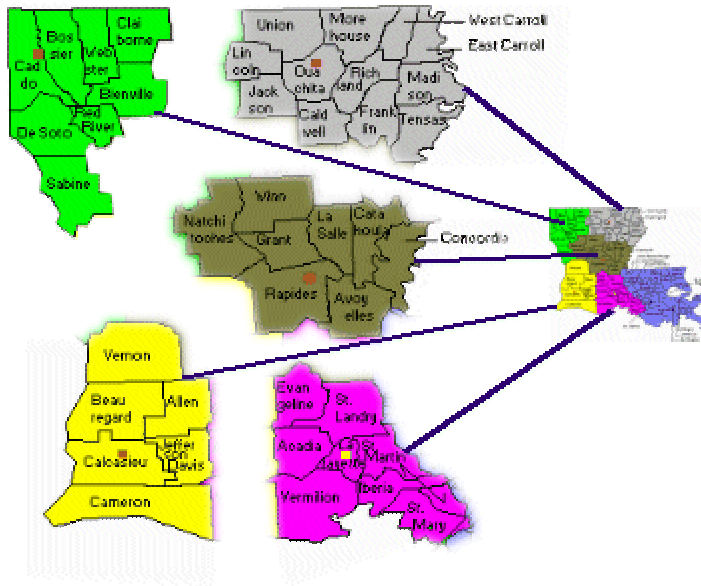 Clai
borne
Bos
sier
Web
ster
Cad
do
Bienville
Red
River
De Soto
Sabine
Union
More
house
West Carroll
East Carroll
Lin
coln
Oua
chita
Rich
land
Madi
son
Jack
son
Cald
well
Frank
lin
Tensas
Winn
Natchi
toches
Grant
La
Salle
Cata
houla
Concordia
Rapides
Avoy
elles
Vernon
Beau
regard
Allen
Jeffer
son
Davis
Calcasieu
Cameron
Evan
geline
St.
Landry
Acadia
La
fayette
St.
Martin
Vermilion
Iberia
St.
Mary